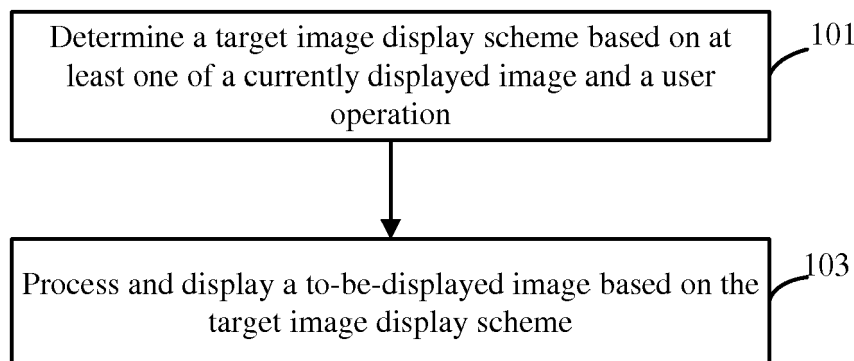 Determine a target image display scheme based on at
least one of a currently displayed image and a user
operation
101
Process and display a to-be-displayed image based on the
target image display scheme
103